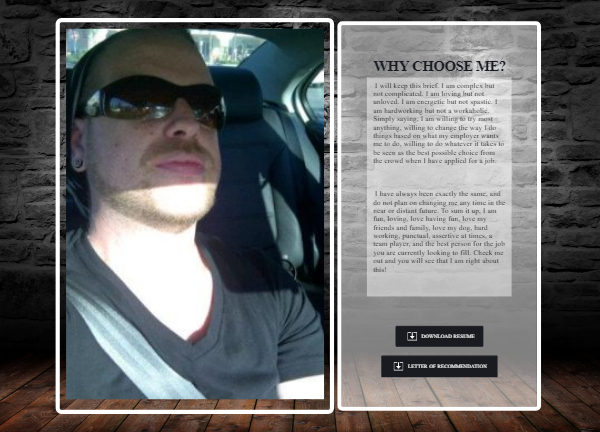 WHY CHOOSE ME?
I will keep this brief. I am complex but
not complicated. I am loving but not
unloved. I am energetic but not spastic. I
am hardworking but not a workaholic.
Simply saying; I am willing to try most
anything, willing to change the way I do
things based on what my employer wants
me to do, willing to do whatever it takes to
be seen as the best possible choice from
the crowd when I have applied for a job.
I have always been exactly the same, and
do not plan on changing me any time in the
near or distant future. To sum it up, I am
fun, loving, love having fun, love my
friends and family, love my dog, hard
working, punctual, assertive at times, a
team player, and the best person for the job
you are currently looking to fill. Check me
out and you will see that I am right about
this!
DOWNLOAD RESUME
LETTER OF RECOMMENDATION